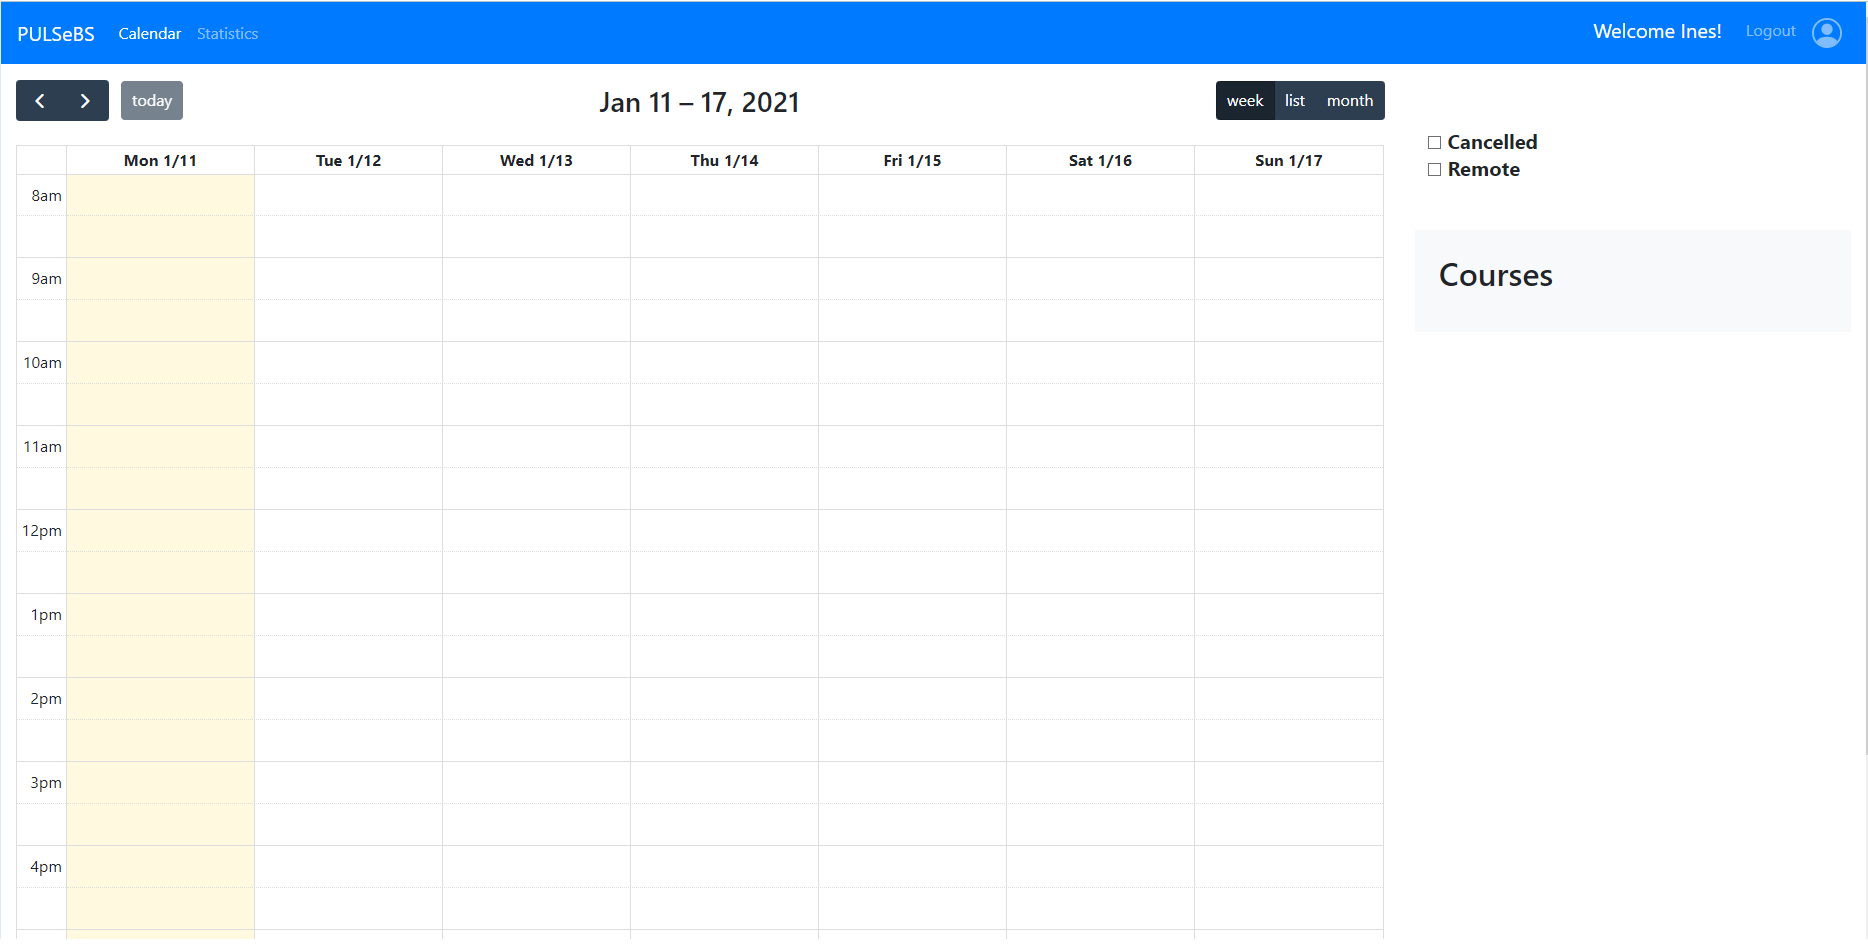 PULSeBS Calendar Statistics Welcome Ines! Logout
today Jan 11 – 17, 2021 week list month
Cancelled
Remote
Mon 1/11 Tue 1/12 Wed 1/13 Thu 1/14 Fri 1/15 Sat 1/16 Sun 1/17
Courses
8am
9am
10am
11am
12pm
1pm
2pm
3pm
4pm